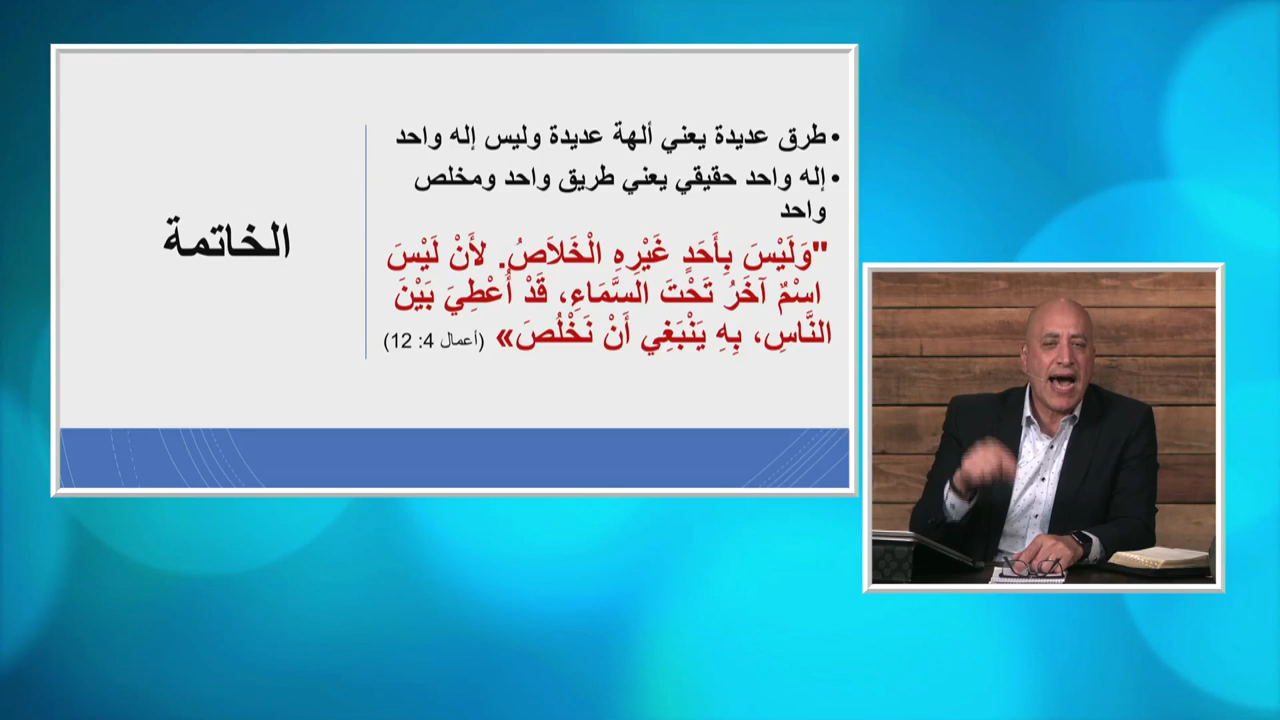 الخاتمة
• طرق عديدة يعني ألهة عديدة وليس إله واحد
• إله واحد حقيقي يعني طريق واحد ومخلص
واحد
"وَلَيْسَ بِأَحَدٍ غَيْرِهِ الْخَلاَصُ. لأَنْ لَيْسَ
اسْمٌ آخَرُ تَحْتَ السَّمَاءِ، قَدْ أُعْطِيَ بَيْنَ
النَّاسِ، بِهِ يَنْبَغِي أَنْ نَخْلُصَ» (أعمال 4: 12)